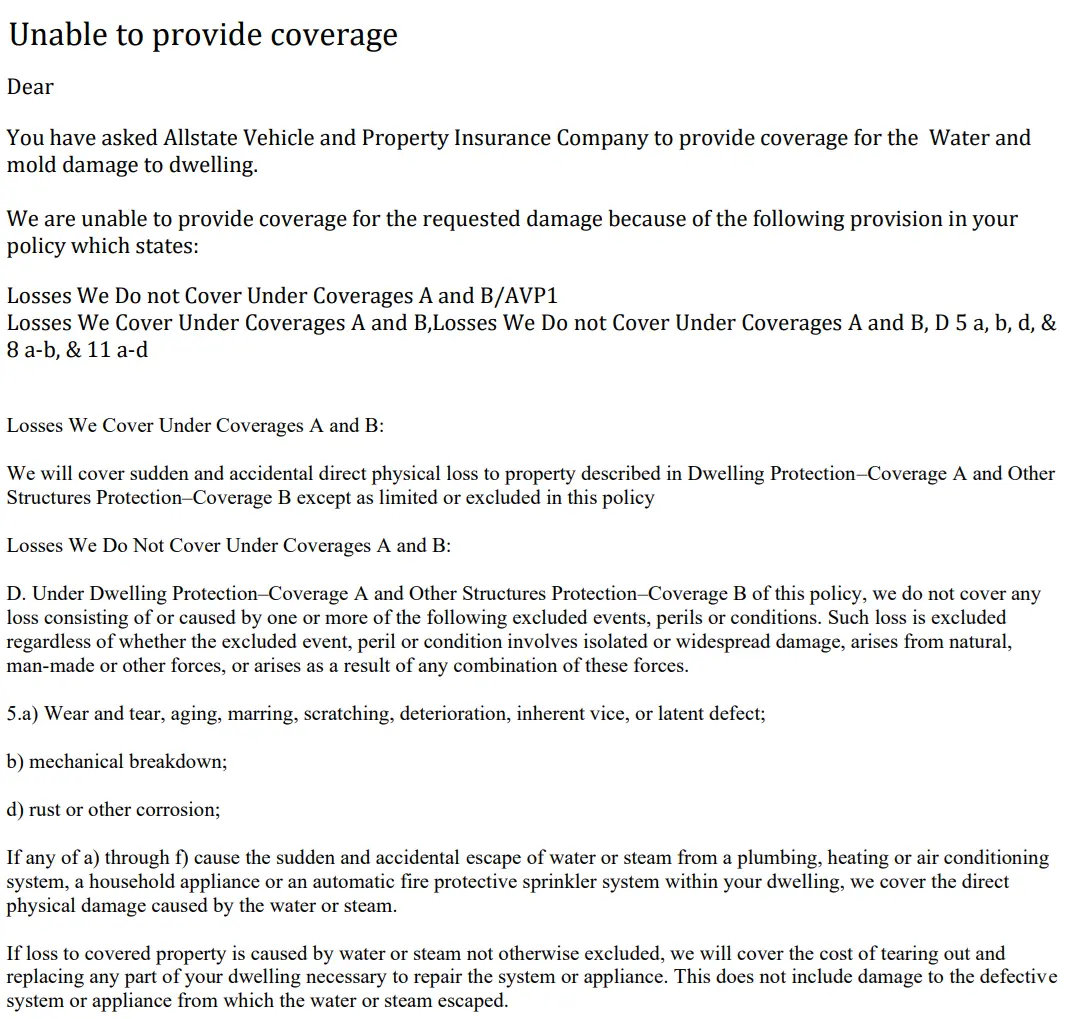 Unable to provide coverage
Dear
You have asked Allstate Vehicle and Property Insurance Company to provide coverage for the  Water and
mold damage to dwelling.
We are unable to provide coverage for the requested damage because of the following provision in your
policy which states:
Losses We Do not Cover Under Coverages A and B/AVP1
Losses We Cover Under Coverages A and B,Losses We Do not Cover Under Coverages A and B, D 5 a, b, d, &
8 a-b, & 11 a-d
Losses We Cover Under Coverages A and B:
We will cover sudden and accidental direct physical loss to property described in Dwelling Protection–Coverage A and Other
Structures Protection–Coverage B except as limited or excluded in this policy
Losses We Do Not Cover Under Coverages A and B:
D. Under Dwelling Protection–Coverage A and Other Structures Protection–Coverage B of this policy, we do not cover any
loss consisting of or caused by one or more of the following excluded events, perils or conditions. Such loss is excluded
regardless of whether the excluded event, peril or condition involves isolated or widespread damage, arises from natural,
man-made or other forces, or arises as a result of any combination of these forces.
5.a) Wear and tear, aging, marring, scratching, deterioration, inherent vice, or latent defect;
b) mechanical breakdown;
d) rust or other corrosion;
If any of a) through f) cause the sudden and accidental escape of water or steam from a plumbing, heating or air conditioning
system, a household appliance or an automatic fire protective sprinkler system within your dwelling, we cover the direct
physical damage caused by the water or steam.
If loss to covered property is caused by water or steam not otherwise excluded, we will cover the cost of tearing out and
replacing any part of your dwelling necessary to repair the system or appliance. This does not include damage to the defective
system or appliance from which the water or steam escaped.